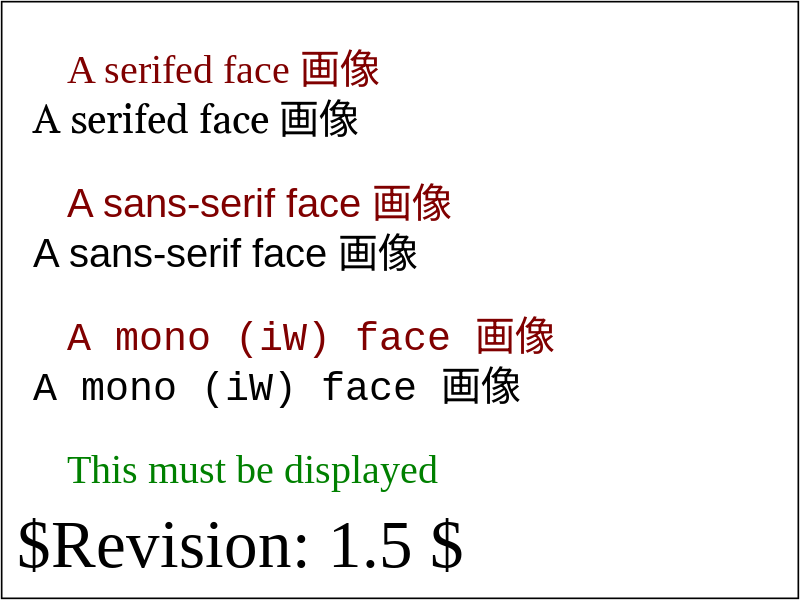 A serifed face 画像
A serifed face 画像
A sans-serif face 画像
A sans-serif face 画像
A mono (iW) face 画像
A mono (iW) face 画像
This must be displayed
$Revision: 1.5 $